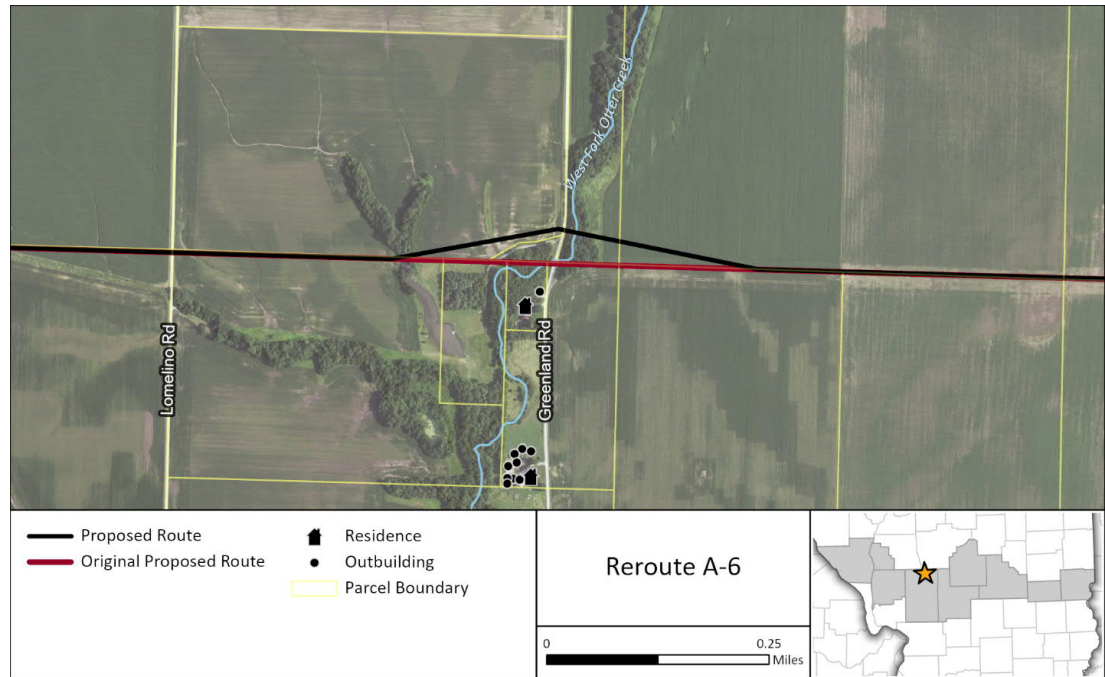 West Fork Otter Creek
Lomelino Rd
Greenland Rd
Proposed Route
Original Proposed Route
Residence
Outbuilding
Parcel Boundary
Reroute A-6
0 0.25
Miles